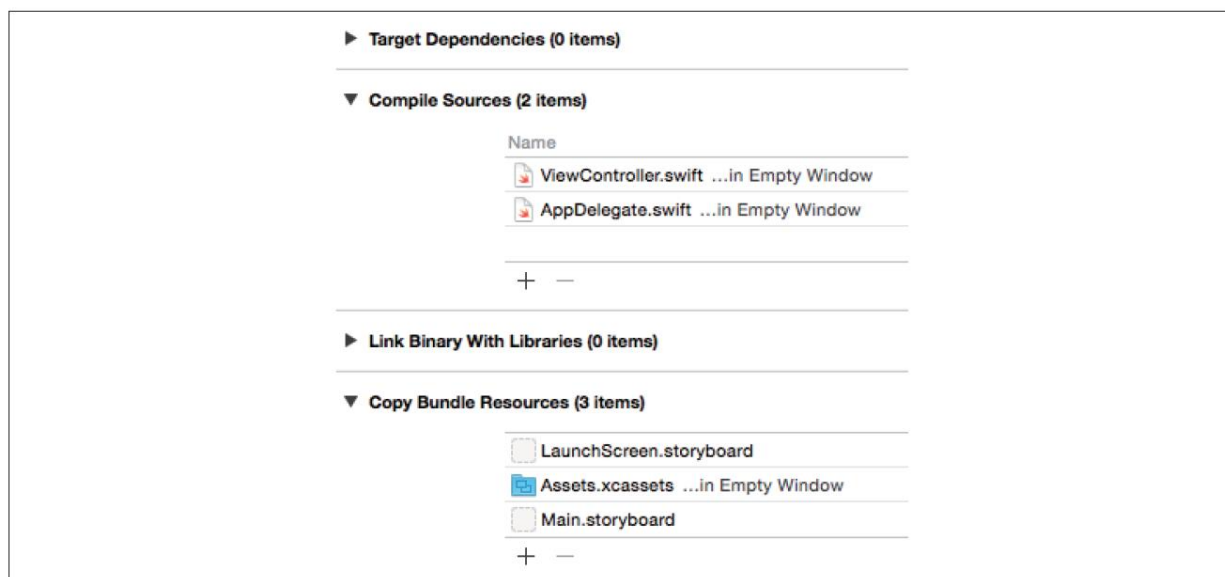 Target Dependencies (0 items)
Compile Sources (2 items)
Name
ViewController.swift ...in Empty Window
AppDelegate.swift ...in Empty Window
+ −
Link Binary With Libraries (0 items)
Copy Bundle Resources (3 items)
LaunchScreen.storyboard
Assets.xcassets ...in Empty Window
Main.storyboard
+ −